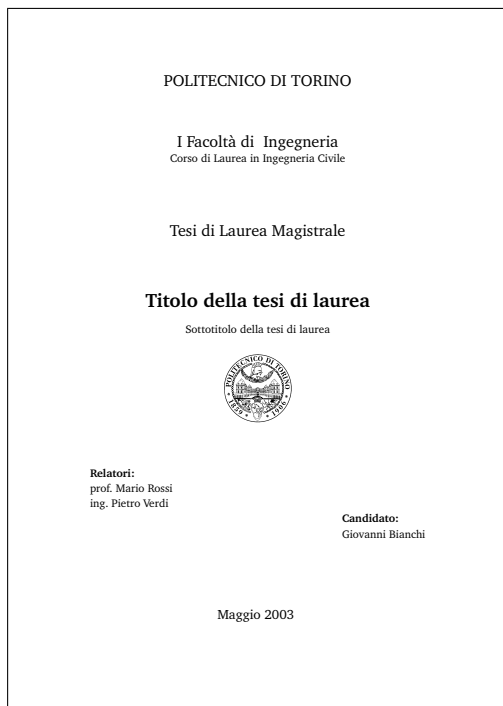 POLITECNICO DI TORINO
I Facoltà di Ingegneria
Corso di Laurea in Ingegneria Civile
Tesi di Laurea Magistrale
Titolo della tesi di laurea
Sottotitolo della tesi di laurea
POLITECNICO DI TORINO
1859 1906
Relatori:
prof. Mario Rossi
ing. Pietro Verdi
Candidato:
Giovanni Bianchi
Maggio 2003